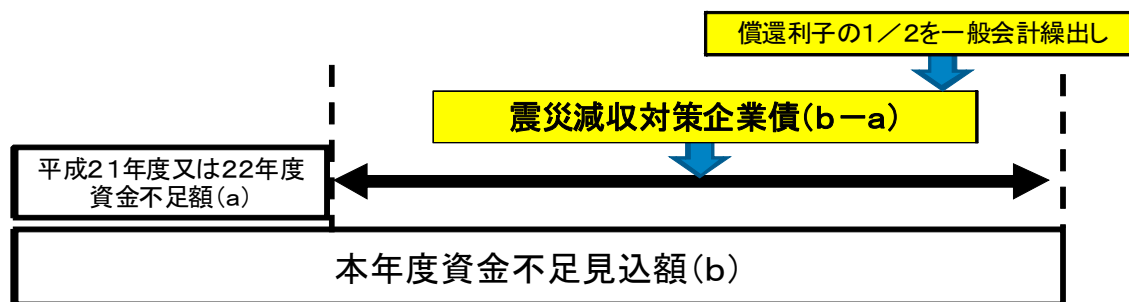 償還利子の１／２を一般会計繰出し
震災減収対策企業債（ｂ－ａ）
平成２１年度又は２２年度
資金不足額（ａ）
本年度資金不足見込額（ｂ）